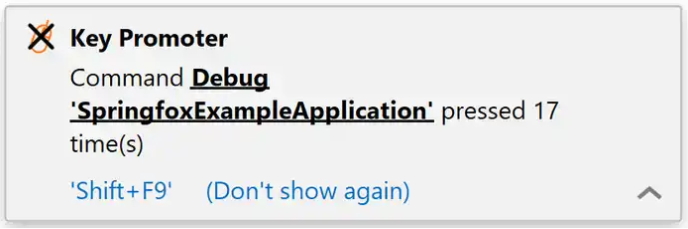 Key Promoter
Command Debug
'SpringfoxExampleApplication' pressed 17
time(s)
'Shift+F9' (Don't show again)